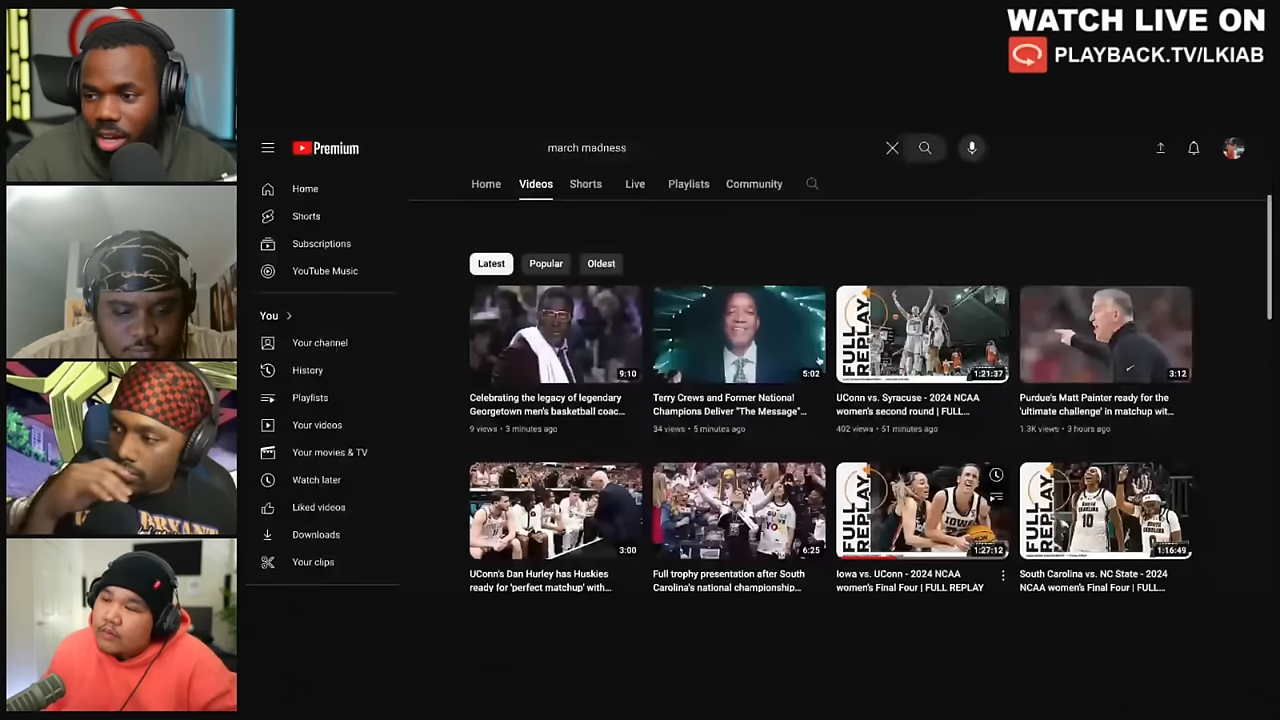 WATCH LIVE ON
PLAYBACK.TV/LKIAB
Premium
march madness
Home
Videos
Shorts
Live
Playlists
Community
Home
Shorts
Subscriptions
YouTube Music
You
Your channel
History
Playlists
Your videos
Your movies & TV
Watch later
Liked videos
Downloads
Your clips
Latest
Popular
Oldest
9:10
5:02
FULL REPLAY
1:21:37
3:12
Celebrating the legacy of legendary
Georgetown men's basketball coac...
9 views • 3 minutes ago
Terry Crews and Former National
Champions Deliver "The Message"...
34 views • 5 minutes ago
UConn vs. Syracuse - 2024 NCAA
women's second round | FULL...
402 views • 51 minutes ago
Purdue's Matt Painter ready for the
'ultimate challenge' in matchup wit...
1.3K views • 3 hours ago
3:00
6:25
FULL REPLAY
IOWA
1:27:12
FULL REPLAY
SOUTH CAROLINA
10
1:16:49
UConn's Dan Hurley has Huskies
ready for 'perfect matchup' with...
Full trophy presentation after South
Carolina's national championship...
Iowa vs. UConn - 2024 NCAA
women's Final Four | FULL REPLAY
South Carolina vs. NC State - 2024
NCAA women's Final Four | FULL...
BRYANT